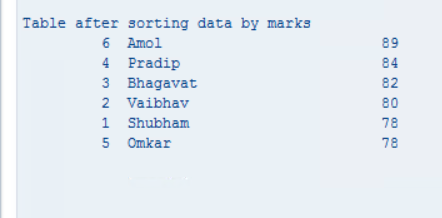 Table after sorting data by marks
6 Amol 89
4 Pradip 84
3 Bhagavat 82
2 Vaibhav 80
1 Shubham 78
5 Omkar 78